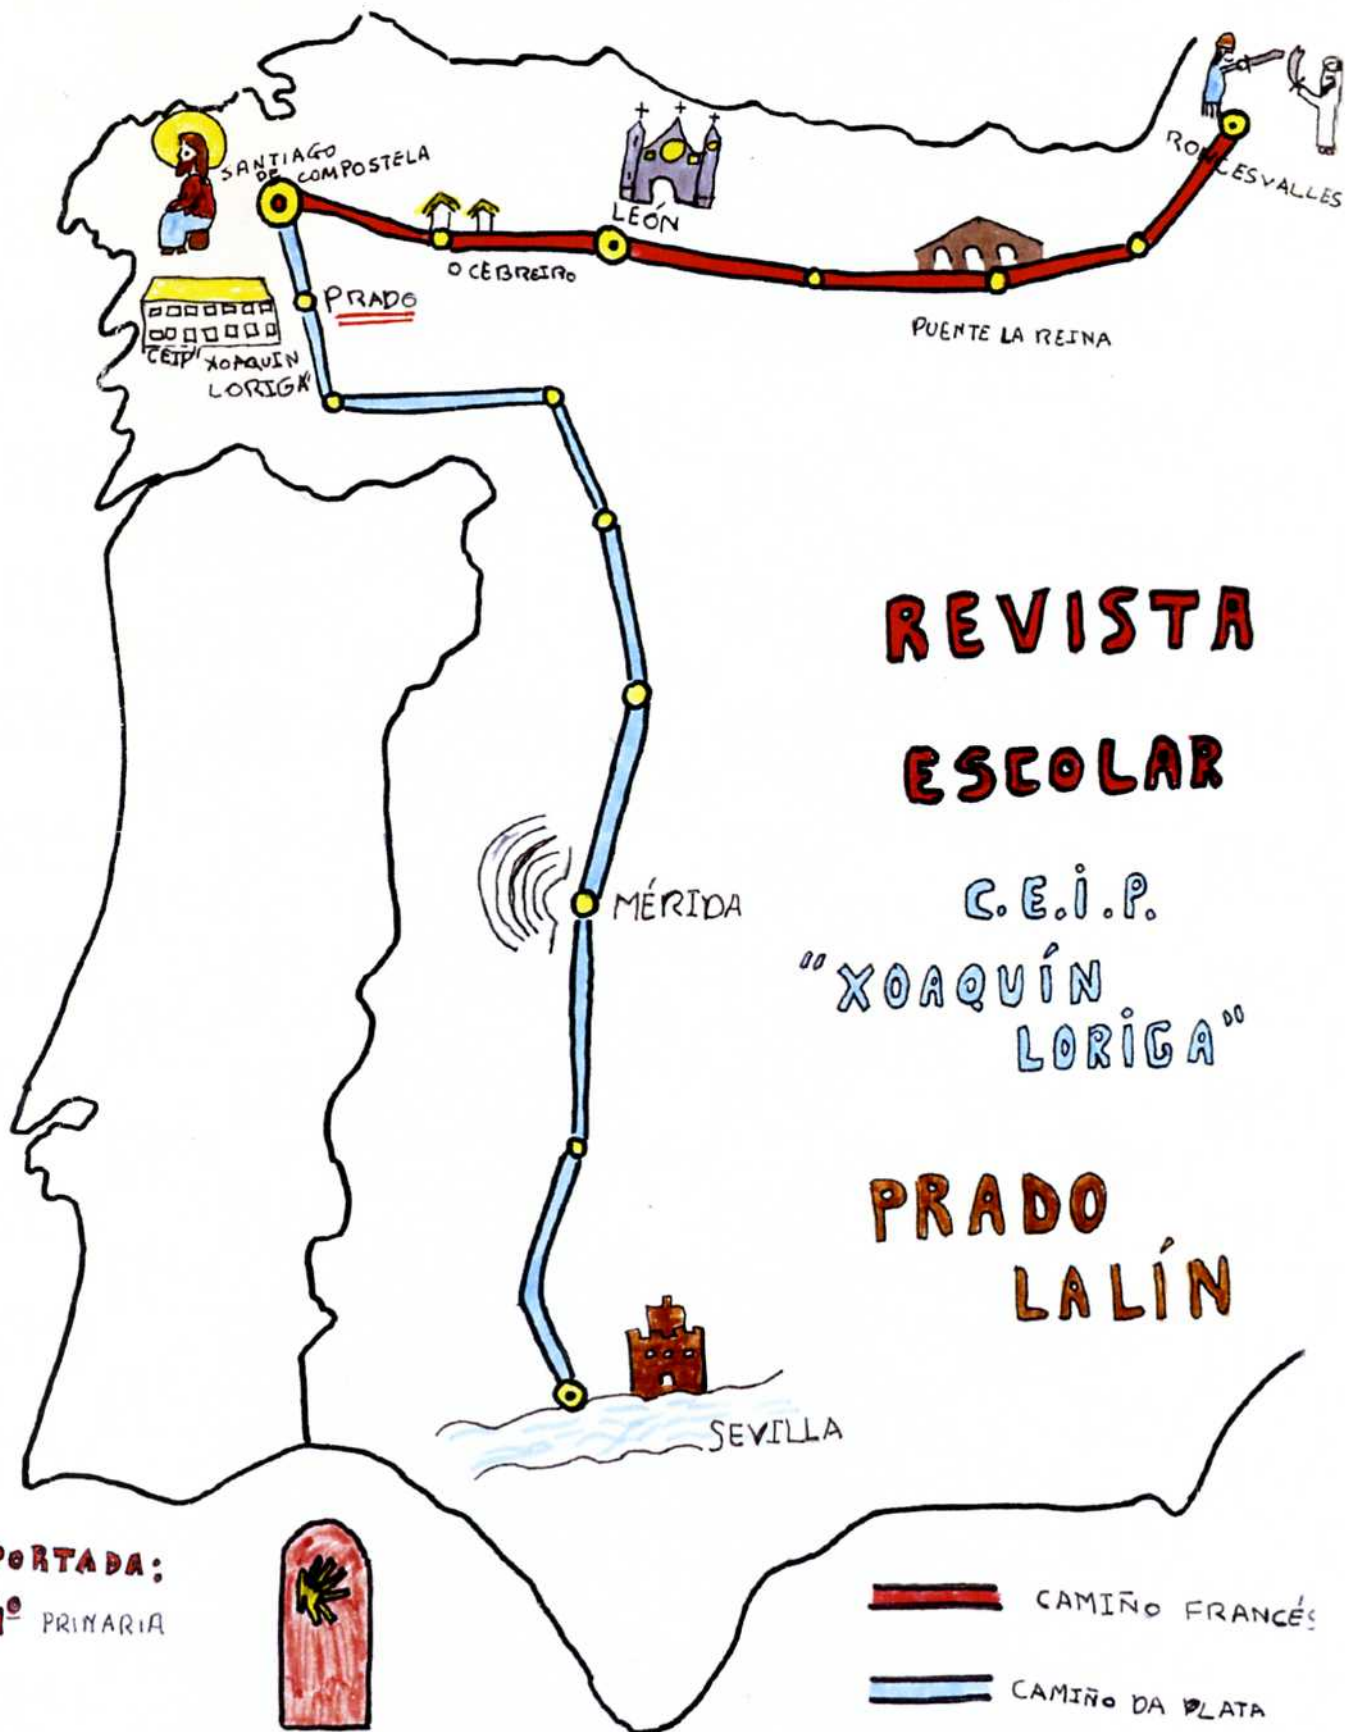 SANTIAGO
DE COMPOSTELA
RONCESVALLES
LEÓN
O CEBREIRO
PRADO
PUENTE LA REINA
"CEIP" XOAQUIN
LORIGA"
REVISTA
ESCOLAR
C.E.i.P.
"XOAQUÍN
LORIGA"
MÉRIDA
PRADO
LALÍN
SEVILLA
PORTADA:
PRIMARIA
CAMIÑO FRANCÉS
CAMIÑO DA PLATA